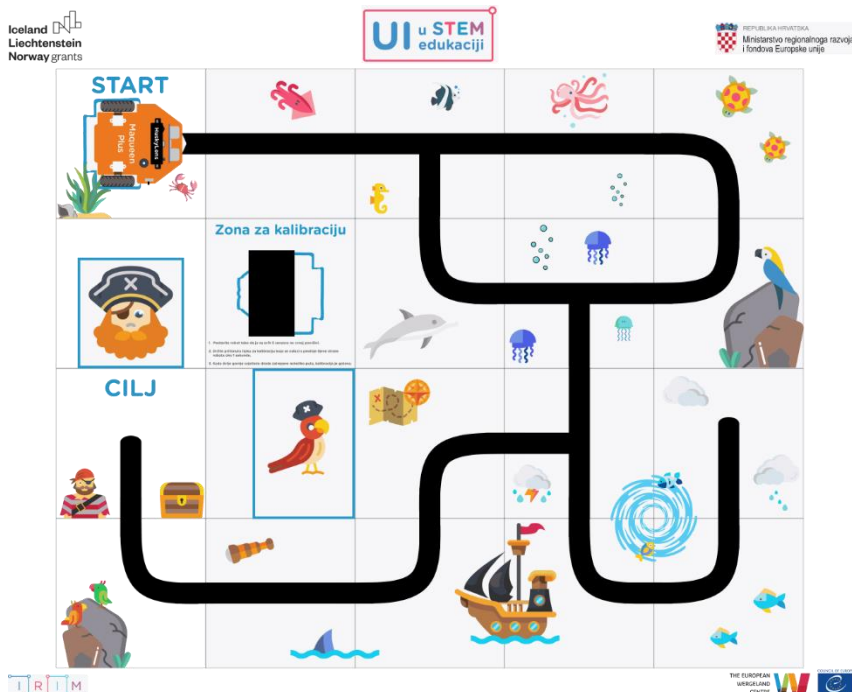 Iceland
Liechtenstein
Norway grants
UI u STEM
edukaciji
REPUBLIKA HRVATSKA
Ministarstvo regionalnoga razvoja
i fondova Europske unije
START
HuskyLens
Maqueen
Plus
Zona za kalibraciju
CILJ
IRIM
THE EUROPEAN
WERGELAND
CENTRE